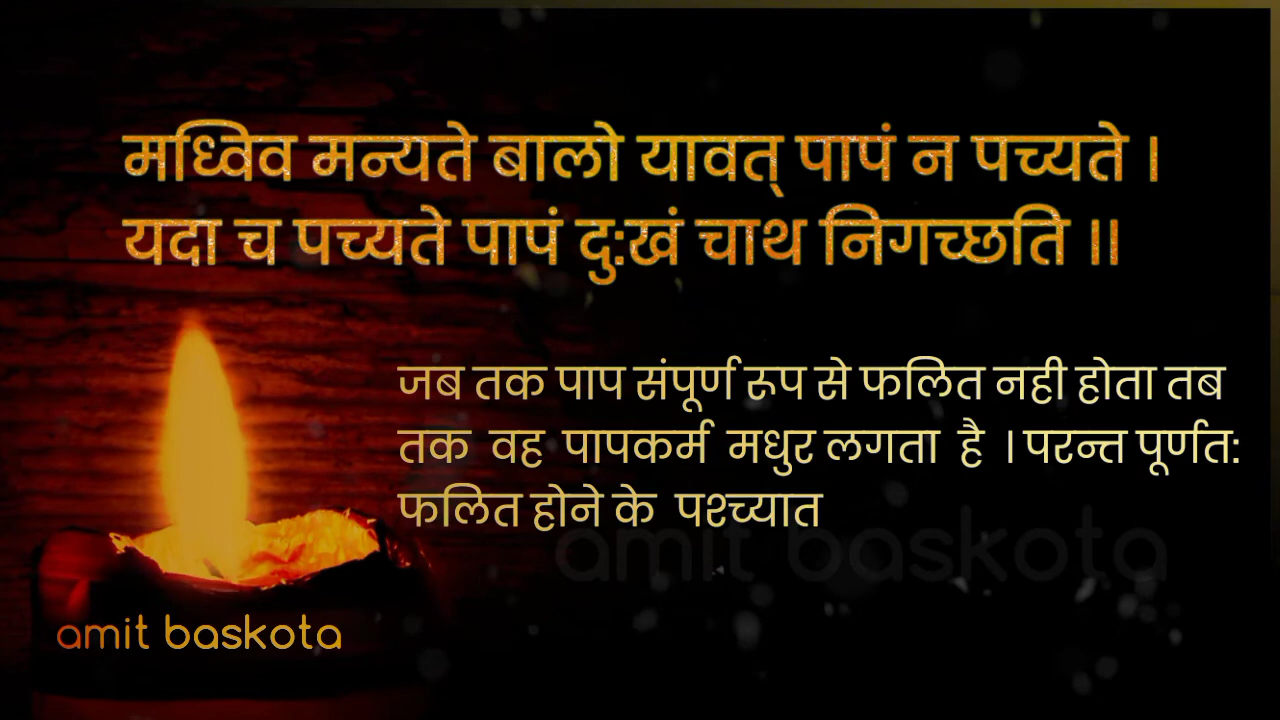 मध्विव मन्यते बालो यावत् पापं न पच्यते ।
यदा च पच्यते पापं दु:खं चाथ निगच्छति ॥
जब तक पाप संपूर्ण रूप से फलित नही होता तब
तक वह पापकर्म मधुर लगता है । परन्त पूर्णत:
फलित होने के पश्च्यात
amit baskota
amit baskota